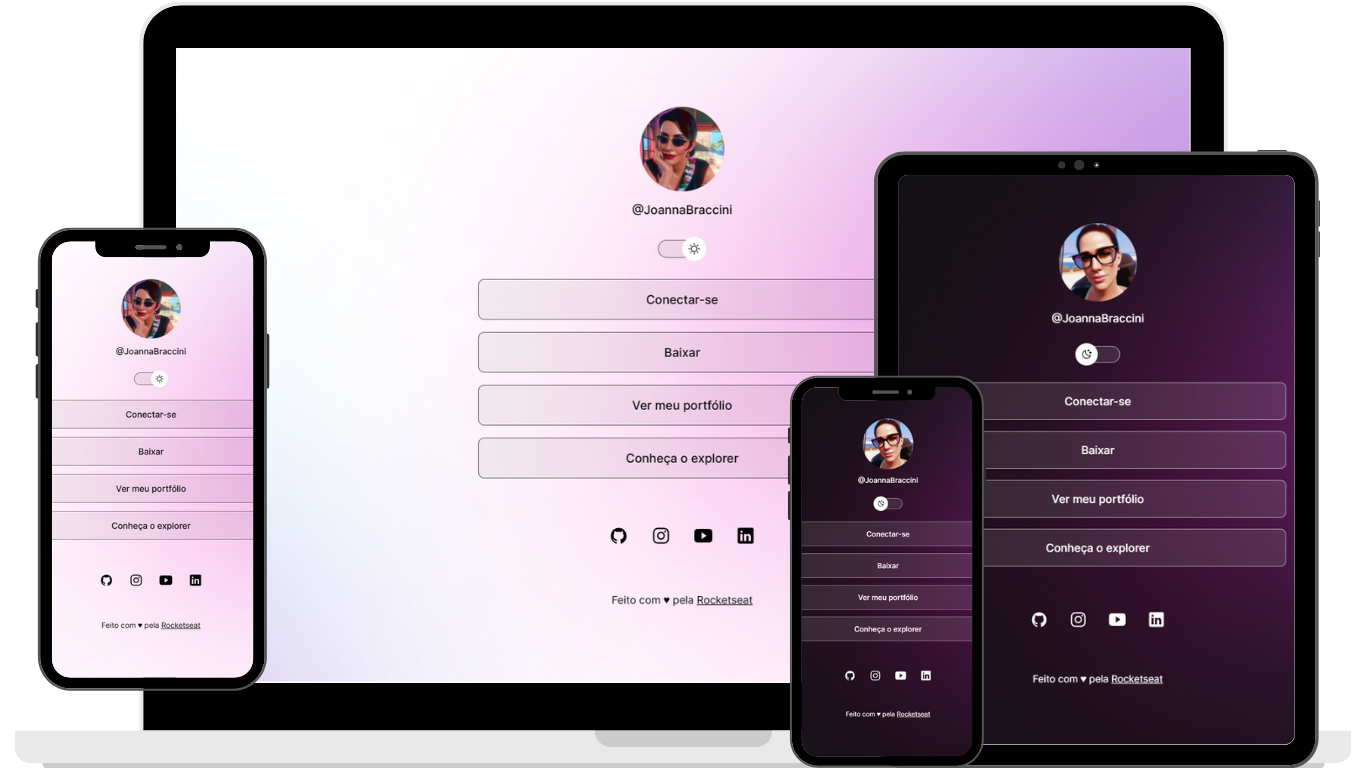 @JoannaBraccini
Conectar-se
Baixar
Ver meu portfólio
Conheça o explorer
Feito com ♥ pela Rocketseat
@JoannaBraccini
Conectar-se
Baixar
Ver meu portfólio
Conheça o explorer
Feito com ♥ pela Rocketseat
@JoannaBraccini
Conectar-se
Baixar
Ver meu portfólio
Conheça o explorer
Feito com ♥ pela Rocketseat
@JoannaBraccini
Conectar-se
Baixar
Ver meu portfólio
Conheça o explorer
Feito com ♥ pela Rocketseat